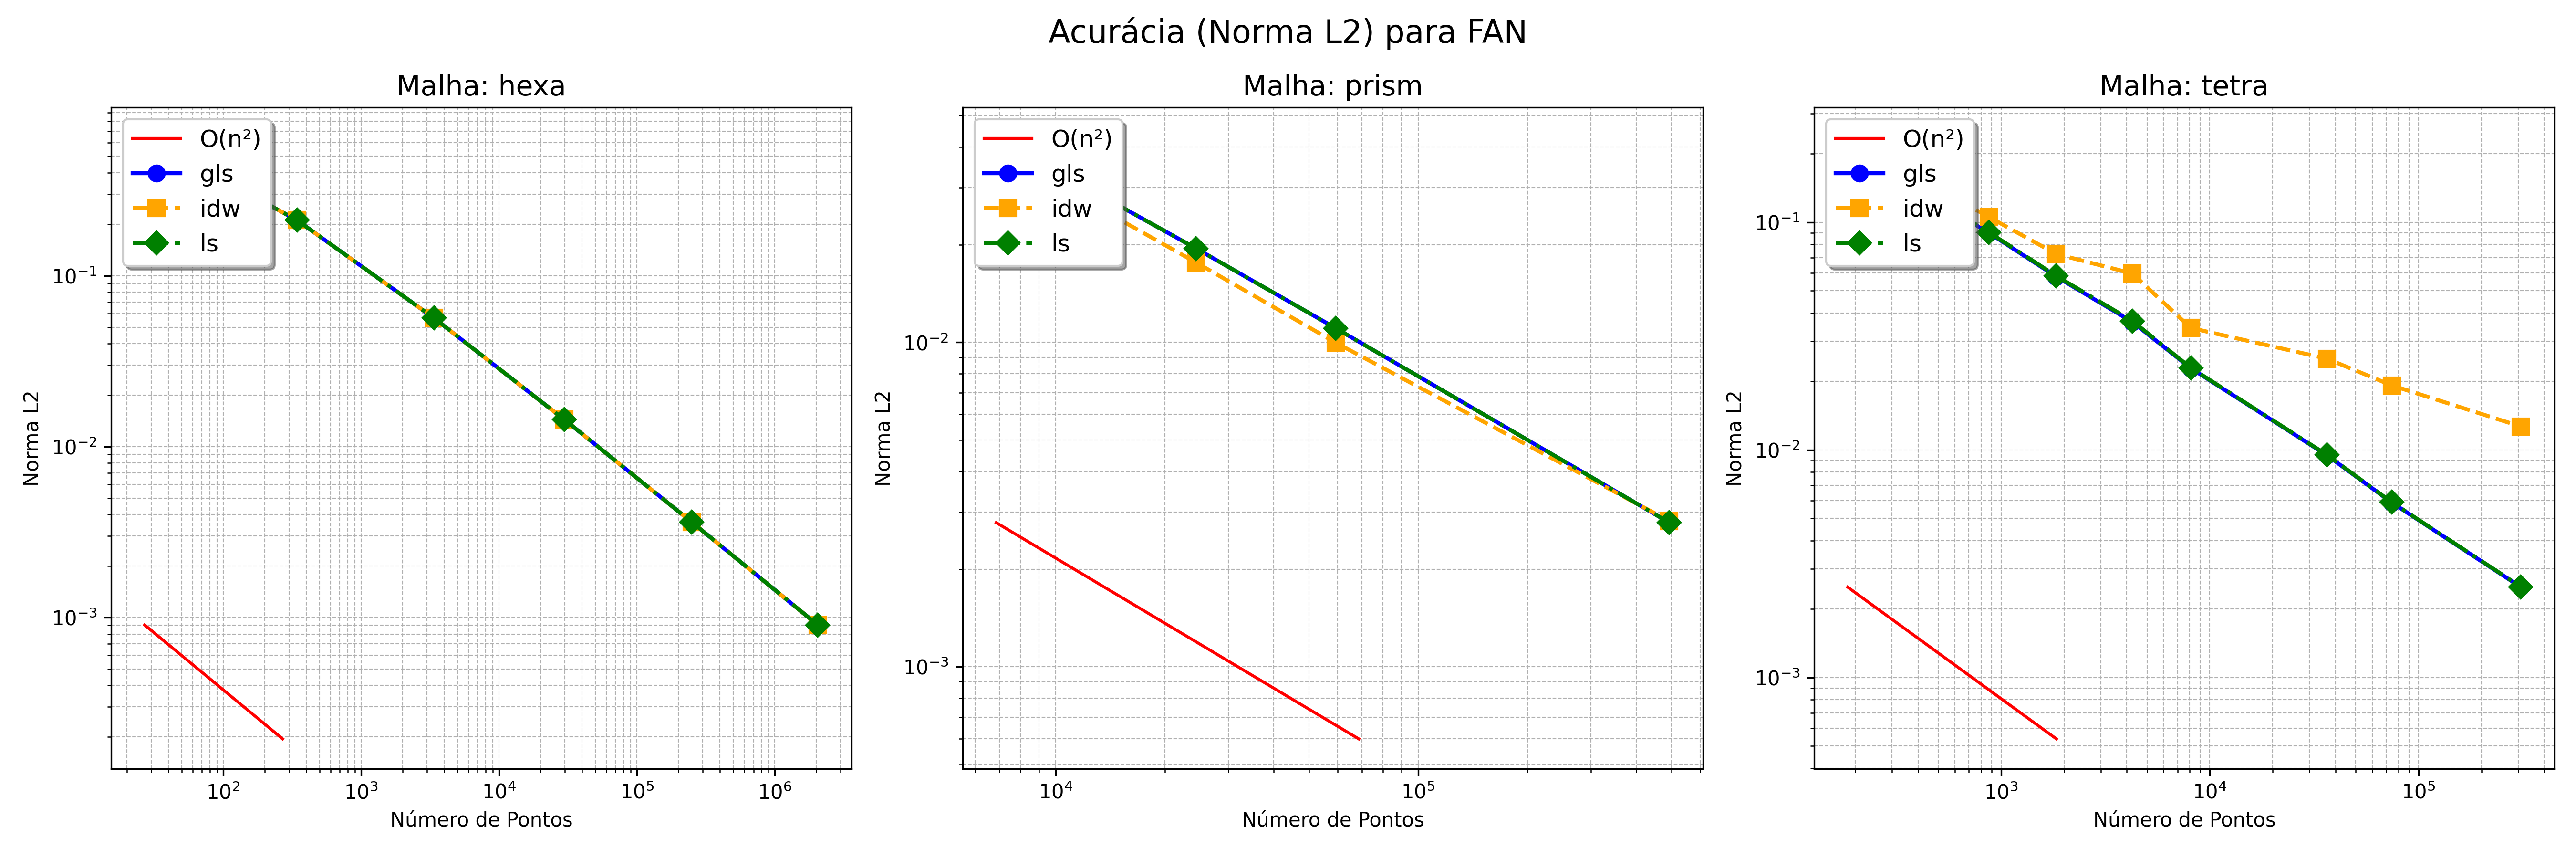 Acurácia (Norma L2) para FAN
Malha: hexa
O(n²)
gls
idw
ls
Norma L2
10⁻¹
10⁻²
10⁻³
10² 10³ 10⁴ 10⁵ 10⁶
Número de Pontos
Malha: prism
O(n²)
gls
idw
ls
Norma L2
10⁻²
10⁻³
10⁴ 10⁵
Número de Pontos
Malha: tetra
O(n²)
gls
idw
ls
Norma L2
10⁻¹
10⁻²
10⁻³
10³ 10⁴ 10⁵
Número de Pontos